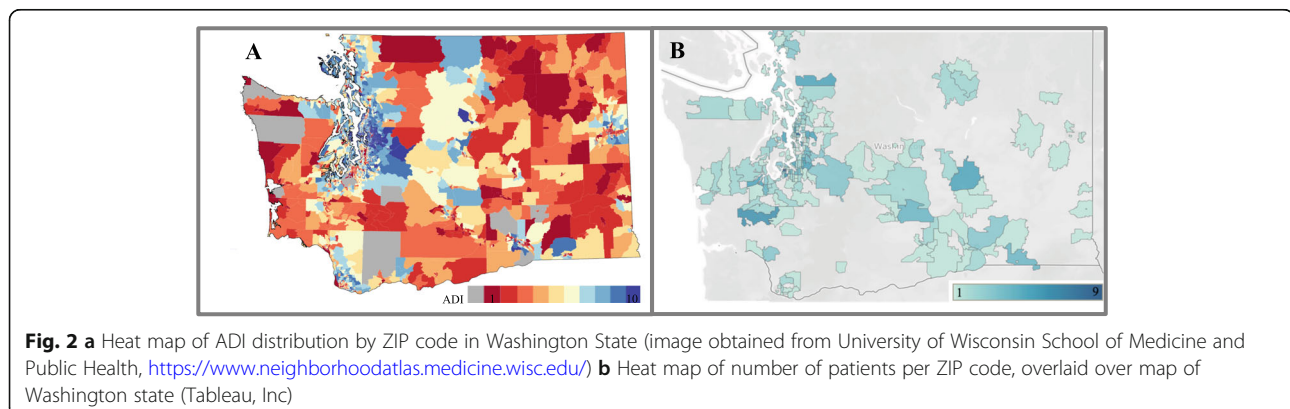 A
B
Washin
ADI
1
10
1
9
Fig. 2 a Heat map of ADI distribution by ZIP code in Washington State (image obtained from University of Wisconsin School of Medicine and
Public Health, https://www.neighborhoodatlas.medicine.wisc.edu/) b Heat map of number of patients per ZIP code, overlaid over map of
Washington state (Tableau, Inc)